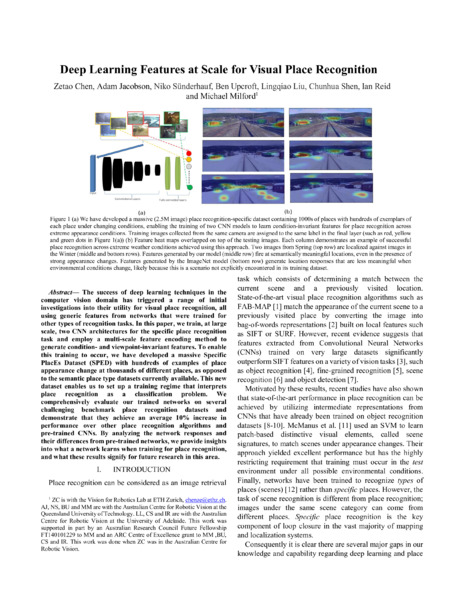 Deep Learning Features at Scale for Visual Place Recognition
Zetao Chen, Adam Jacobson, Niko Sünderhauf, Ben Upcroft, Lingqiao Liu, Chunhua Shen, Ian Reid
and Michael Milford¹
(a)
(b)
Figure 1 (a) We have developed a massive (2.5M image) place recognition-specific dataset containing 1000s of places with hundreds of exemplars of
each place under changing conditions, enabling the training of two CNN models to learn condition-invariant features for place recognition across
extreme appearance conditions. Training images collected from the same camera are assigned to the same label in the final layer (such as red, yellow
and green dots in Figure 1(a)) (b) Feature heat maps overlapped on top of the testing images. Each column demonstrates an example of successful
place recognition across extreme weather conditions achieved using this approach. Two images from Spring (top row) are localized against images in
the Winter (middle and bottom rows). Features generated by our model (middle row) fire at semantically meaningful locations, even in the presence of
strong appearance changes. Features generated by the ImageNet model (bottom row) generate location responses that are less meaningful when
environmental conditions change, likely because this is a scenario not explicitly encountered in its training dataset.
Abstract— The success of deep learning techniques in the
computer vision domain has triggered a range of initial
investigations into their utility for visual place recognition, all
using generic features from networks that were trained for
other types of recognition tasks. In this paper, we train, at large
scale, two CNN architectures for the specific place recognition
task and employ a multi-scale feature encoding method to
generate condition- and viewpoint-invariant features. To enable
this training to occur, we have developed a massive Specific
PlacEs Dataset (SPED) with hundreds of examples of place
appearance change at thousands of different places, as opposed
to the semantic place type datasets currently available. This new
dataset enables us to set up a training regime that interprets
place recognition as a classification problem. We
comprehensively evaluate our trained networks on several
challenging benchmark place recognition datasets and
demonstrate that they achieve an average 10% increase in
performance over other place recognition algorithms and
pre-trained CNNs. By analyzing the network responses and
their differences from pre-trained networks, we provide insights
into what a network learns when training for place recognition,
and what these results signify for future research in this area.
I. INTRODUCTION
Place recognition can be considered as an image retrieval
¹ ZC is with the Vision for Robotics Lab at ETH Zurich, chenze@ethz.ch.
AJ, NS, BU and MM are with the Australian Centre for Robotic Vision at the
Queensland University of Technology. LL, CS and IR are with the Australian
Centre for Robotic Vision at the University of Adelaide. This work was
supported in part by an Australian Research Council Future Fellowship
FT140101229 to MM and an ARC Centre of Excellence grant to MM ,BU,
CS and IR. This work was done when ZC was in the Australian Centre for
Robotic Vision.
task which consists of determining a match between the
current scene and a previously visited location.
State-of-the-art visual place recognition algorithms such as
FAB-MAP [1] match the appearance of the current scene to a
previously visited place by converting the image into
bag-of-words representations [2] built on local features such
as SIFT or SURF. However, recent evidence suggests that
features extracted from Convolutional Neural Networks
(CNNs) trained on very large datasets significantly
outperform SIFT features on a variety of vision tasks [3], such
as object recognition [4], fine-grained recognition [5], scene
recognition [6] and object detection [7].
Motivated by these results, recent studies have also shown
that state-of-the-art performance in place recognition can be
achieved by utilizing intermediate representations from
CNNs that have already been trained on object recognition
datasets [8-10]. McManus et al. [11] used an SVM to learn
patch-based distinctive visual elements, called scene
signatures, to match scenes under appearance changes. Their
approach yielded excellent performance but has the highly
restricting requirement that training must occur in the test
environment under all possible environmental conditions.
Finally, networks have been trained to recognize types of
places (scenes) [12] rather than specific places. However, the
task of scene recognition is different from place recognition;
images under the same scene category can come from
different places. Specific place recognition is the key
component of loop closure in the vast majority of mapping
and localization systems.
Consequently it is clear there are several major gaps in our
knowledge and capability regarding deep learning and place